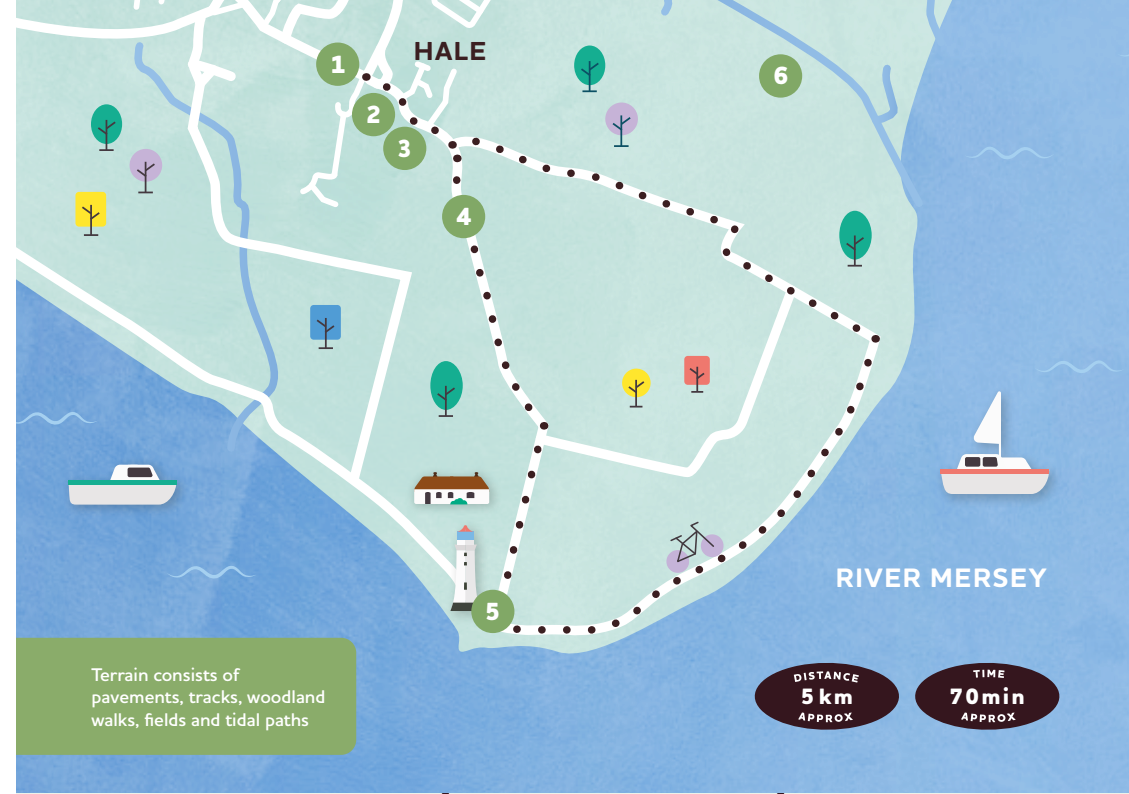 HALE
1
2
3
4
5
6
RIVER MERSEY
Terrain consists of
pavements, tracks, woodland
walks, fields and tidal paths
DISTANCE
5km
APPROX
TIME
70min
APPROX